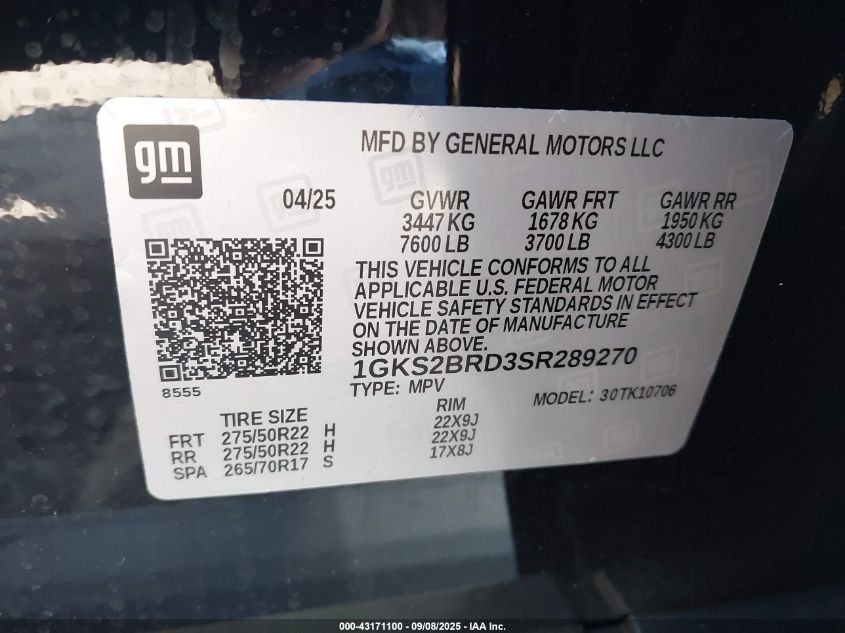 gm
MFD BY GENERAL MOTORS LLC
04/25
GVWR GAWR FRT GAWR RR
3447 KG 1678 KG 1950 KG
7600 LB 3700 LB 4300 LB
THIS VEHICLE CONFORMS TO ALL
APPLICABLE U.S. FEDERAL MOTOR
VEHICLE SAFETY STANDARDS IN EFFECT
ON THE DATE OF MANUFACTURE
SHOWN ABOVE.
1GKS2BRD3SR289270
TYPE: MPV
MODEL: 30TK10706
8555
TIRE SIZE RIM
FRT 275/50R22 H 22X9J
RR 275/50R22 H 22X9J
SPA 265/70R17 S 17X8J
000-43171100 - 09/08/2025 - IAA Inc.